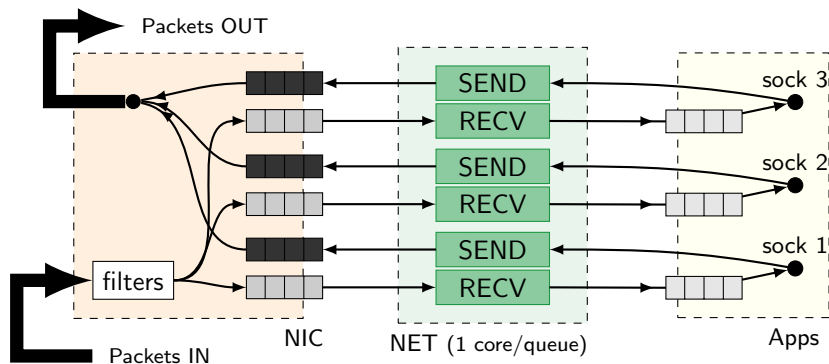 Packets OUT
SEND
sock 3
RECV
SEND
sock 2
RECV
SEND
sock 1
filters
RECV
NIC
NET (1 core/queue)
Apps
Packets IN